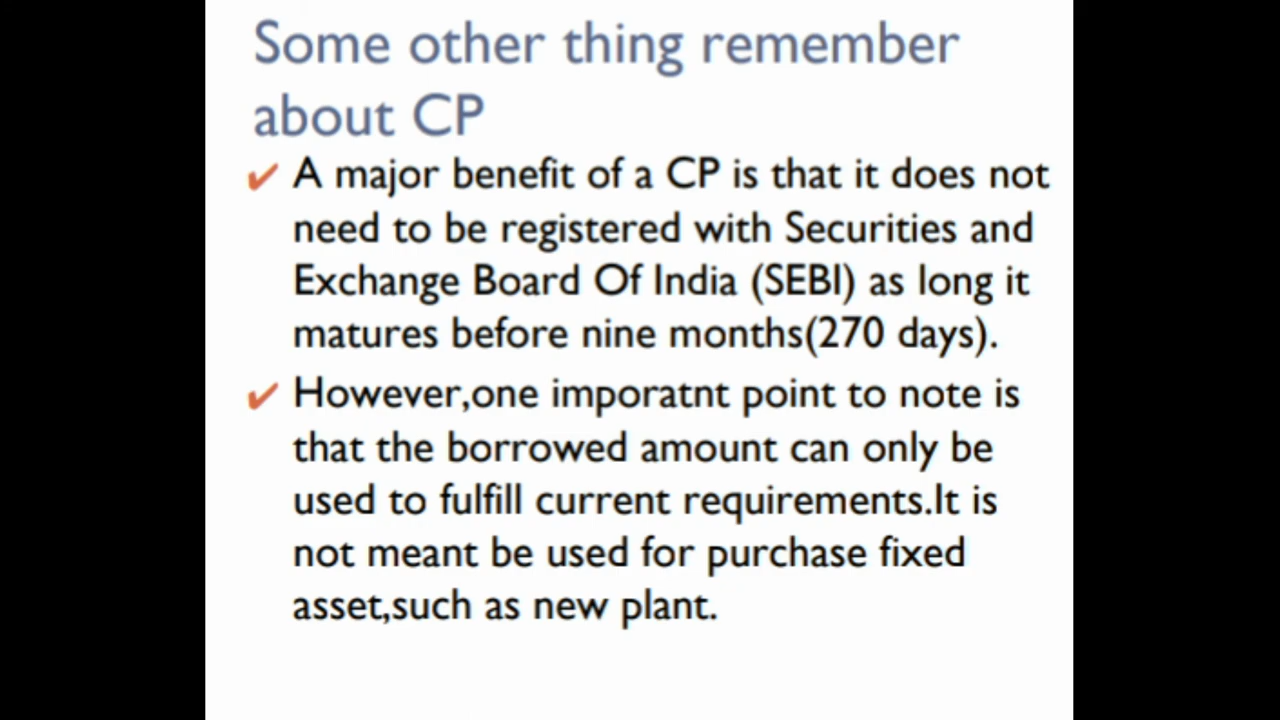 Some other thing remember
about CP
✔ A major benefit of a CP is that it does not
need to be registered with Securities and
Exchange Board Of India (SEBI) as long it
matures before nine months(270 days).
✔ However,one imporatnt point to note is
that the borrowed amount can only be
used to fulfill current requirements.It is
not meant be used for purchase fixed
asset,such as new plant.